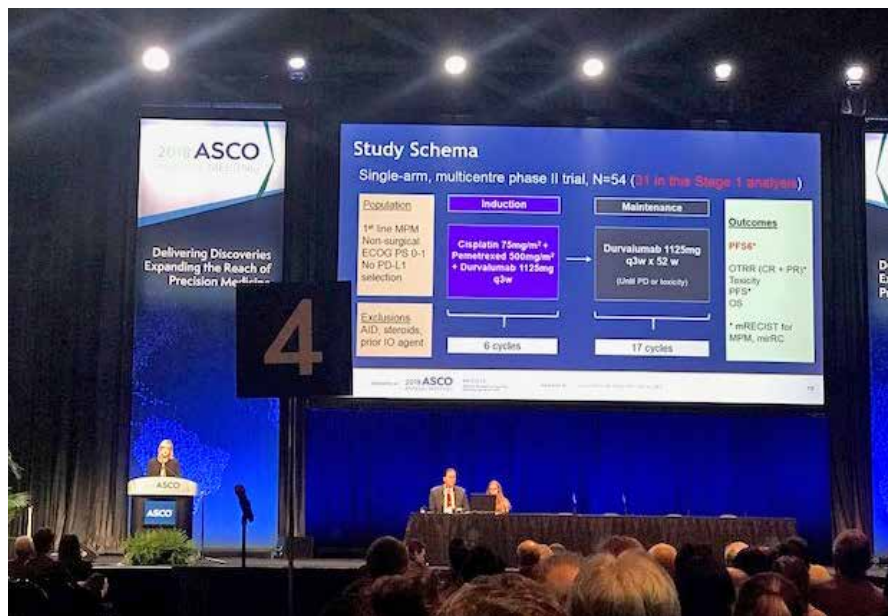 2018 ASCO
Delivering Discoveries
Expanding the Reach of
Precision Medicine
ASCO
ASCO
4
Study Schema
Single-arm, multicentre phase II trial, N=54 (31 in this Stage 1 analysis)
Population
1st line MPM
Non-surgical
ECOG PS 0-1
No PD-L1
selection
Exclusions
AID, steroids,
prior IO agent
Induction
Cisplatin 75mg/m² +
Pemetrexed 500mg/m²
+ Durvalumab 1125mg
q3w
6 cycles
Maintenance
Durvalumab 1125mg
q3w x 52 w
(Until PD or toxicity)
17 cycles
Outcomes
PFS6*
OTRR (CR + PR)*
Toxicity
PFS*
OS
* mRECIST for
MPM, mirRC
2018 ASCO